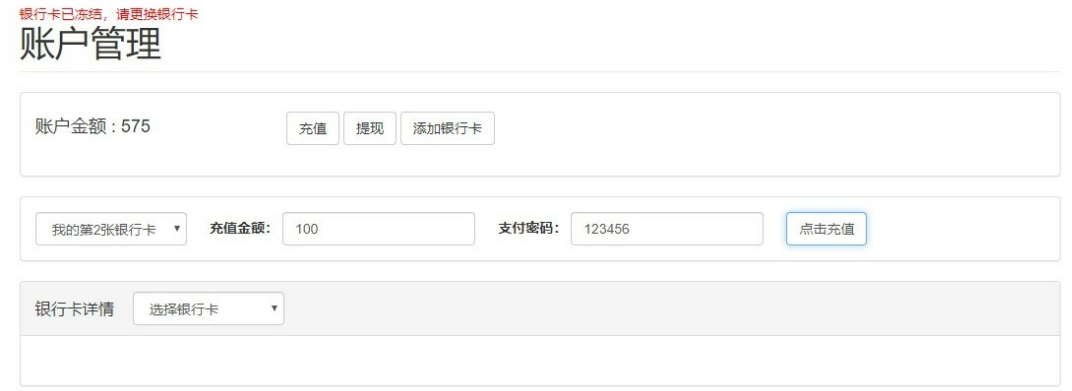 银行卡已冻结，请更换银行卡
账户管理
账户金额 : 575 充值 提现 添加银行卡
我的第2张银行卡 充值金额： 100 支付密码： 123456 点击充值
银行卡详情 选择银行卡